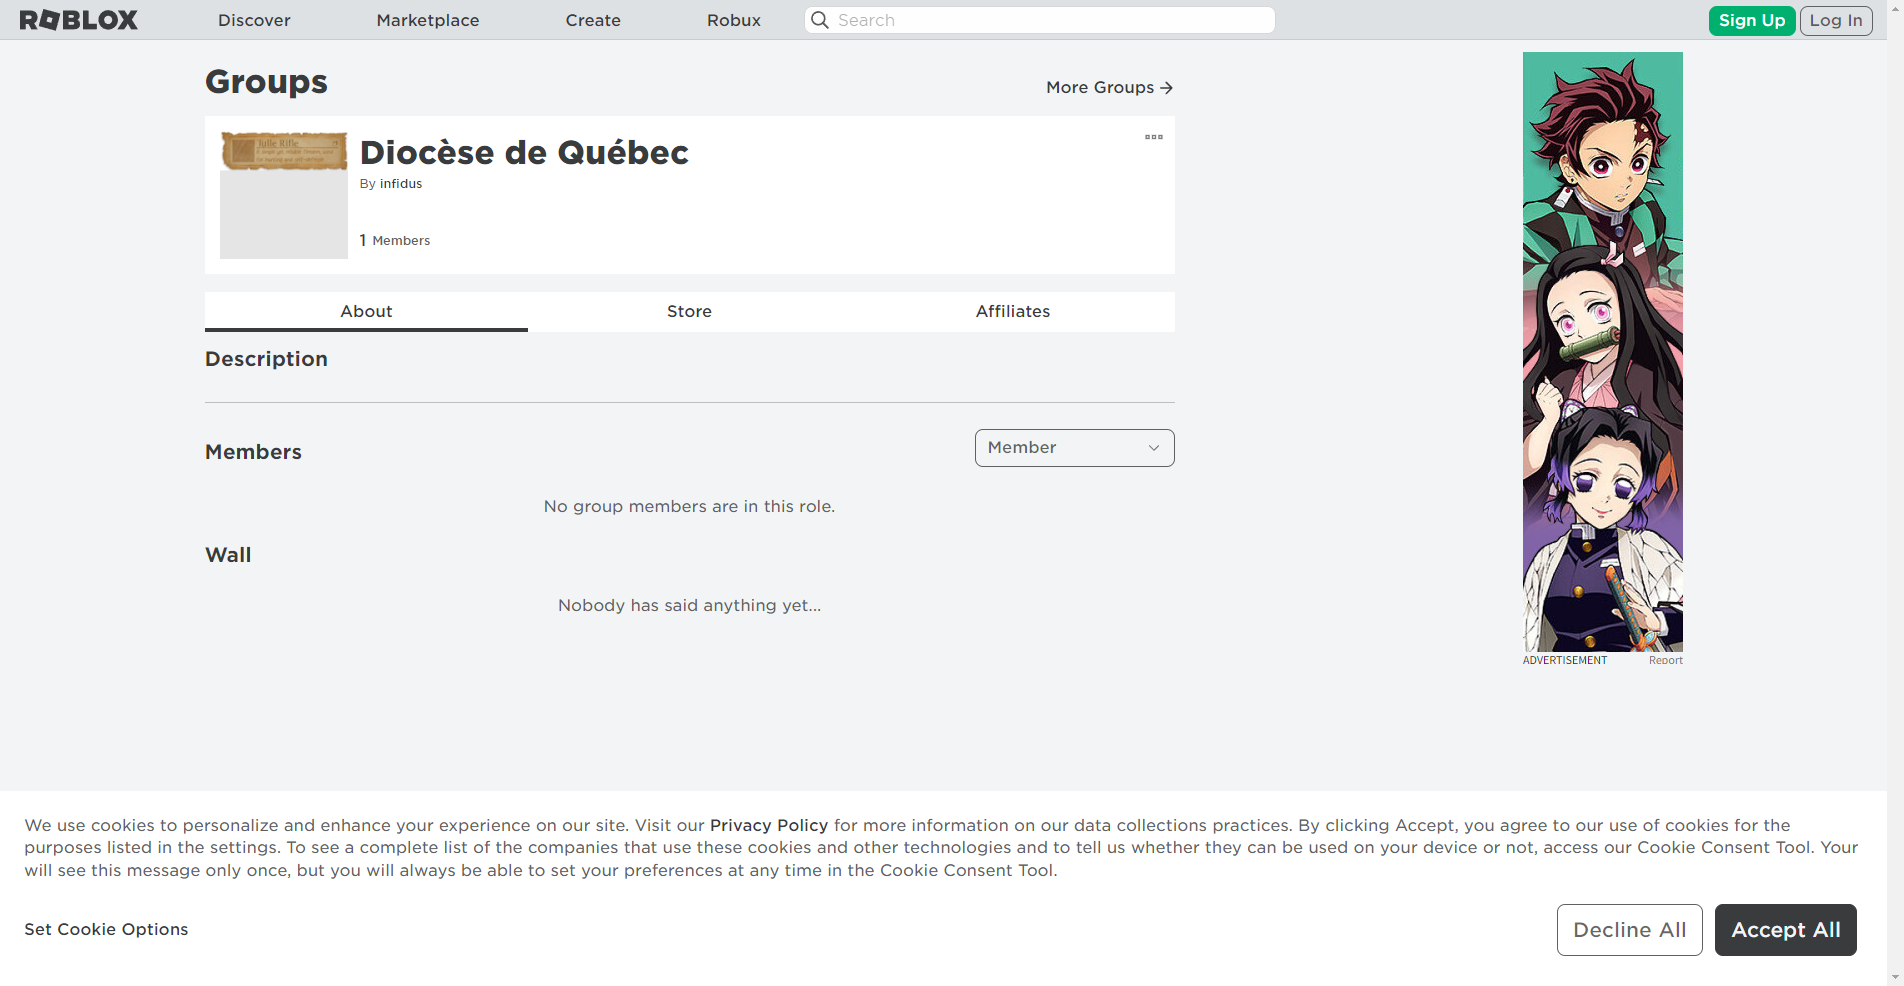 ROBLOX
Discover
Marketplace
Create
Robux
Search
Sign Up
Log In
Groups
More Groups
Tulle Rifle
Diocèse de Québec
By infidus
1 Members
About
Store
Affiliates
Description
Members
Member
No group members are in this role.
Wall
Nobody has said anything yet...
ADVERTISEMENT
Report
We use cookies to personalize and enhance your experience on our site. Visit our Privacy Policy for more information on our data collections practices. By clicking Accept, you agree to our use of cookies for the
purposes listed in the settings. To see a complete list of the companies that use these cookies and other technologies and to tell us whether they can be used on your device or not, access our Cookie Consent Tool. Your
will see this message only once, but you will always be able to set your preferences at any time in the Cookie Consent Tool.
Set Cookie Options
Decline All
Accept All